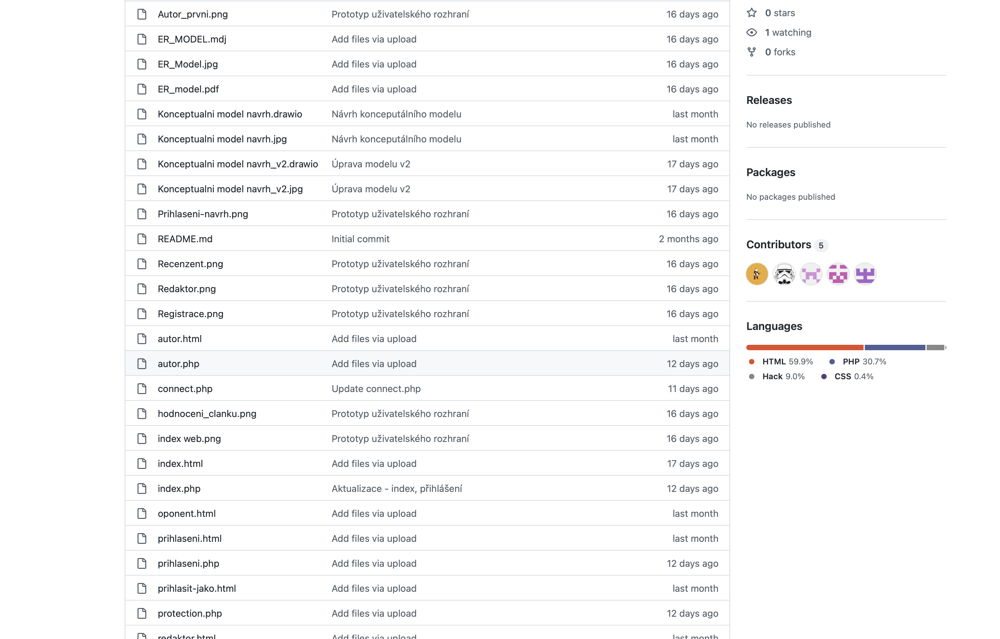 Autor_prvni.png Prototyp uživatelského rozhraní 16 days ago
ER_MODEL.mdj Add files via upload 16 days ago
ER_Model.jpg Add files via upload 16 days ago
ER_model.pdf Add files via upload 16 days ago
Konceptualni model navrh.drawio Návrh konceputálního modelu last month
Konceptualni model navrh.jpg Návrh konceputálního modelu last month
Konceptualni model navrh_v2.drawio Úprava modelu v2 17 days ago
Konceptualni model navrh_v2.jpg Úprava modelu v2 17 days ago
Prihlaseni-navrh.png Prototyp uživatelského rozhraní 16 days ago
README.md Initial commit 2 months ago
Recenzent.png Prototyp uživatelského rozhraní 16 days ago
Redaktor.png Prototyp uživatelského rozhraní 16 days ago
Registrace.png Prototyp uživatelského rozhraní 16 days ago
autor.html Add files via upload last month
autor.php Add files via upload 12 days ago
connect.php Update connect.php 11 days ago
hodnoceni_clanku.png Prototyp uživatelského rozhraní 16 days ago
index web.png Prototyp uživatelského rozhraní 16 days ago
index.html Add files via upload 17 days ago
index.php Aktualizace - index, přihlášení 12 days ago
oponent.html Add files via upload last month
prihlaseni.html Add files via upload last month
prihlaseni.php Add files via upload 12 days ago
prihlasit-jako.html Add files via upload last month
protection.php Add files via upload 12 days ago
redaktor.html Add files via upload last month
0 stars
1 watching
0 forks
Releases
No releases published
Packages
No packages published
Contributors 5
Languages
HTML 59.9% PHP 30.7%
Hack 9.0% CSS 0.4%